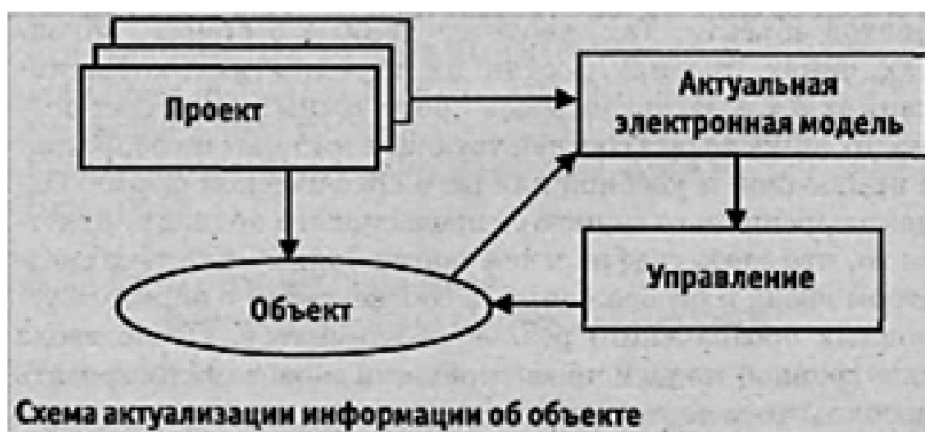 Проект
Актуальная
электронная модель
Объект
Управление
Схема актуализации информации об объекте